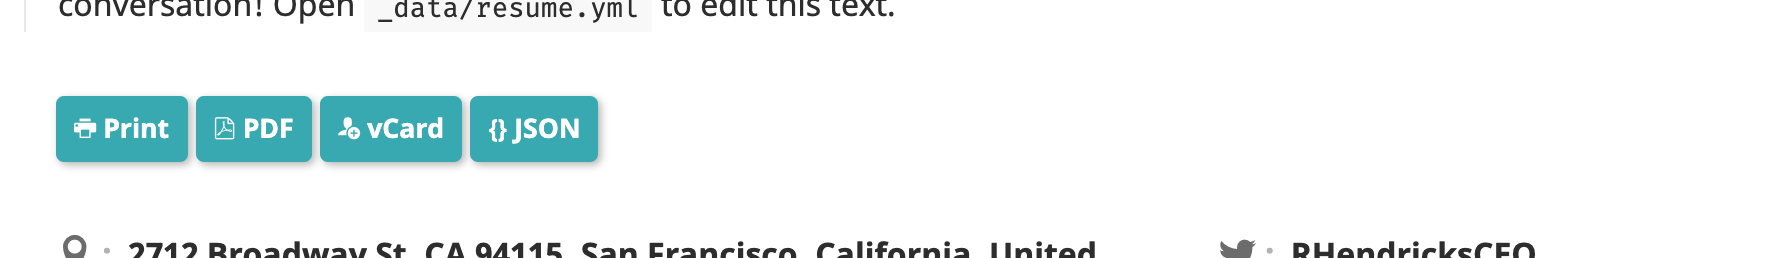 conversation! Open _data/resume.yml to edit this text.
Print PDF vCard {} JSON
: 2712 Broadway St, CA 94115, San Francisco, California, United
: RHendricksCEO